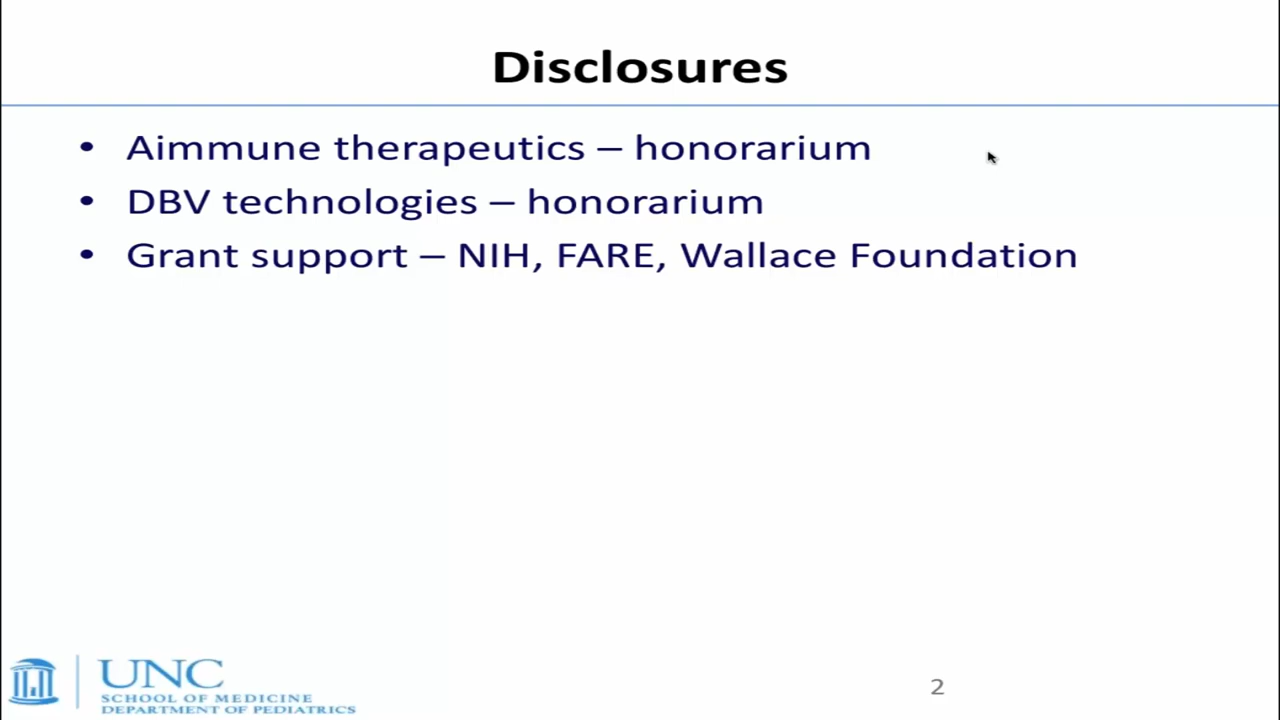 Disclosures
• Aimmune therapeutics – honorarium
• DBV technologies – honorarium
• Grant support – NIH, FARE, Wallace Foundation
UNC
SCHOOL OF MEDICINE
DEPARTMENT OF PEDIATRICS
2